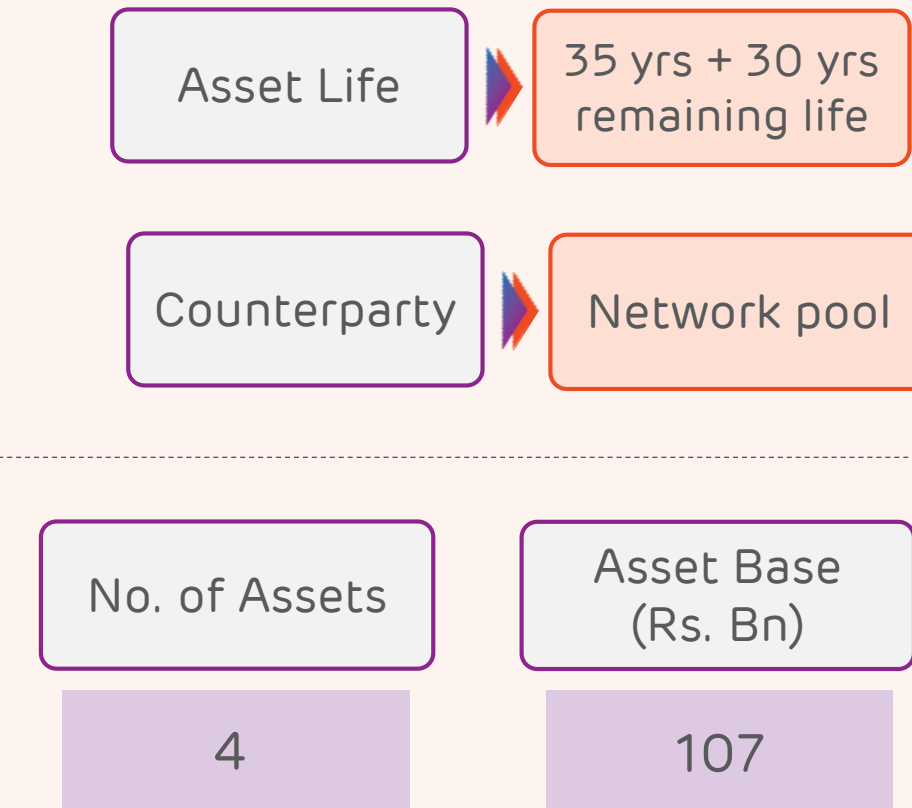 Asset Life
35 yrs + 30 yrs
remaining life
Counterparty
Network pool
No. of Assets
Asset Base
(Rs. Bn)
4
107